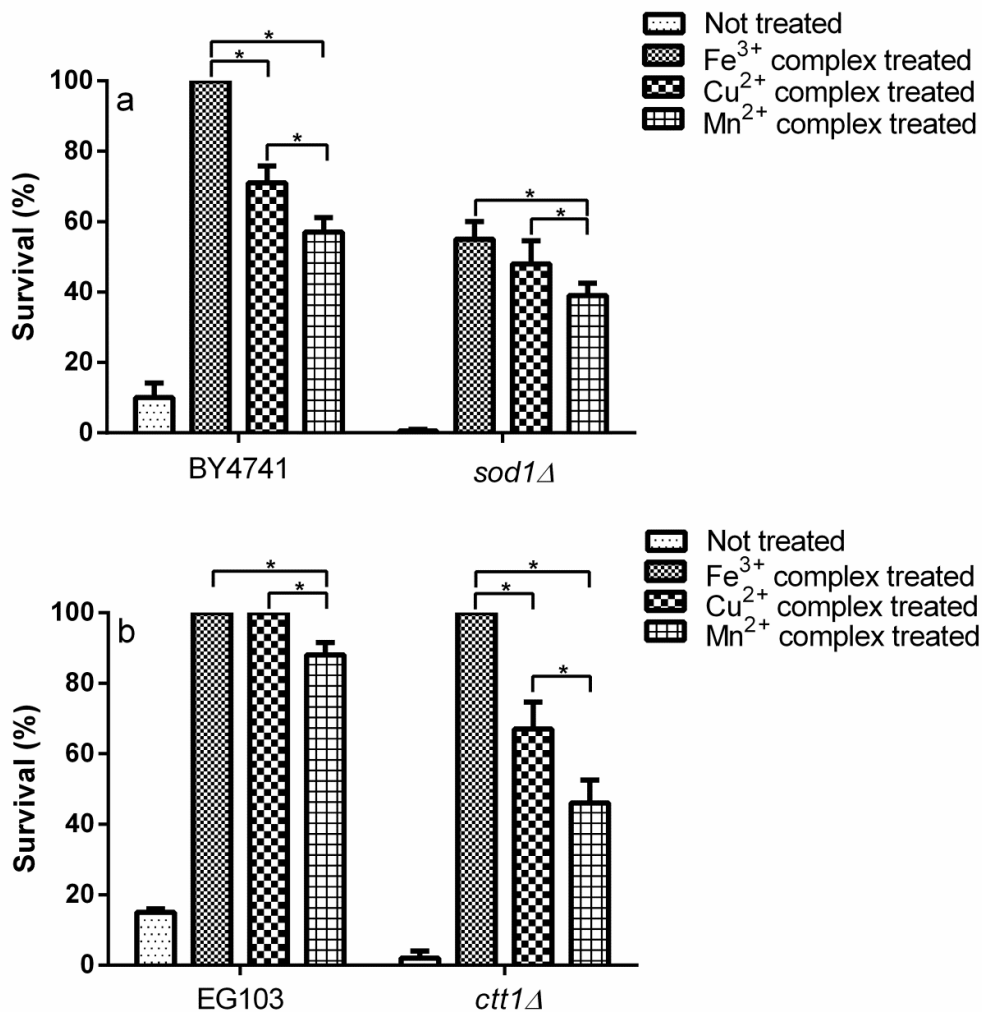 Not treated
Fe³⁺ complex treated
Cu²⁺ complex treated
Mn²⁺ complex treated
a
Survival (%)
100
80
60
40
20
0
* * * * *
BY4741 sod1Δ
Not treated
Fe³⁺ complex treated
Cu²⁺ complex treated
Mn²⁺ complex treated
b
Survival (%)
100
80
60
40
20
0
* * * * *
EG103 ctt1Δ